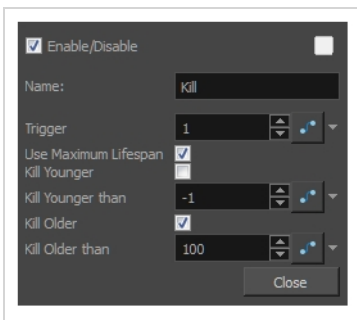 Enable/Disable
Name: Kill
Trigger 1
Use Maximum Lifespan
Kill Younger
Kill Younger than -1
Kill Older
Kill Older than 100
Close